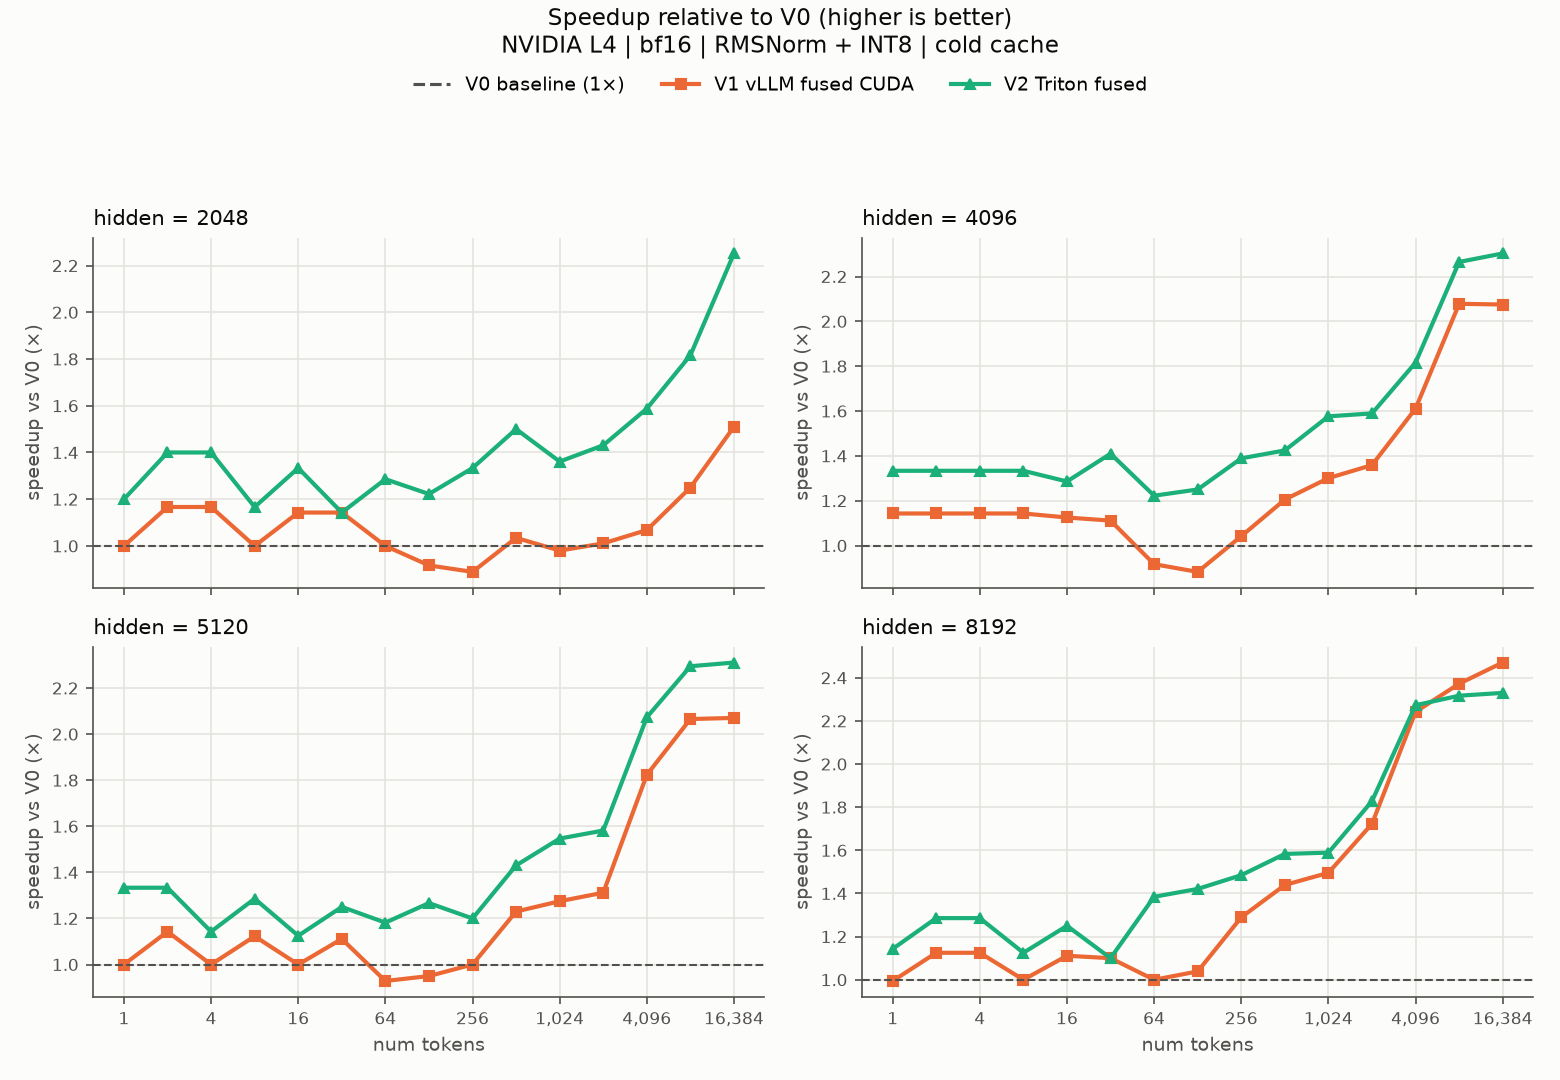 Speedup relative to V0 (higher is better)
NVIDIA L4 | bf16 | RMSNorm + INT8 | cold cache
V0 baseline (1×)
V1 vLLM fused CUDA
V2 Triton fused
hidden = 2048
speedup vs V0 (×)
2.2
2.0
1.8
1.6
1.4
1.2
1.0
hidden = 4096
speedup vs V0 (×)
2.2
2.0
1.8
1.6
1.4
1.2
1.0
hidden = 5120
speedup vs V0 (×)
2.2
2.0
1.8
1.6
1.4
1.2
1.0
1 4 16 64 256 1,024 4,096 16,384
num tokens
hidden = 8192
speedup vs V0 (×)
2.4
2.2
2.0
1.8
1.6
1.4
1.2
1.0
1 4 16 64 256 1,024 4,096 16,384
num tokens